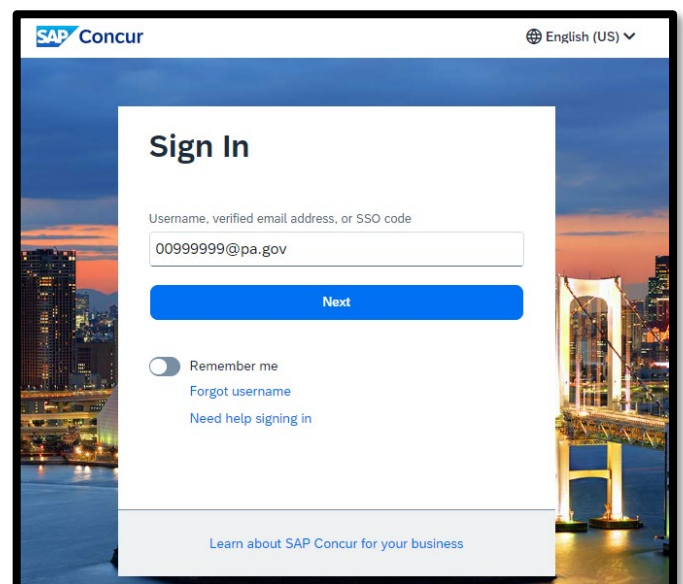 SAP Concur
English (US)
Sign In
Username, verified email address, or SSO code
00999999@pa.gov
Next
Remember me
Forgot username
Need help signing in
Learn about SAP Concur for your business